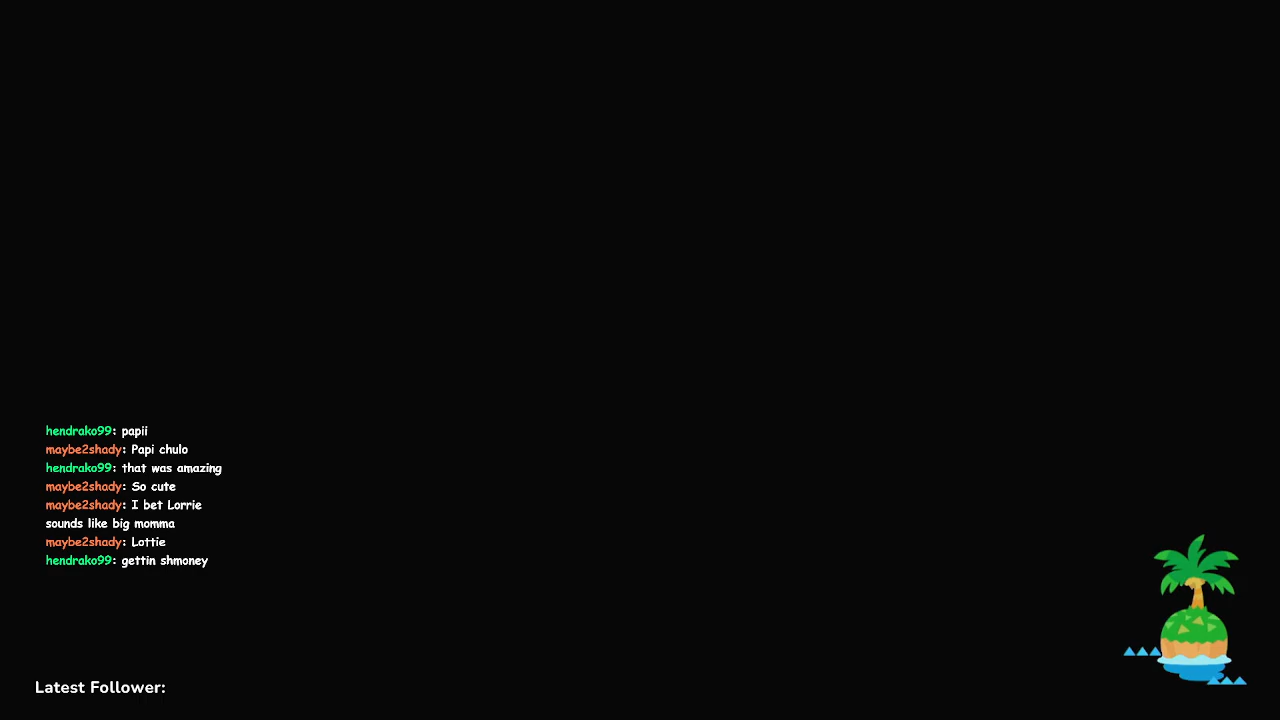 hendrako99: papii
maybe2shady: Papi chulo
hendrako99: that was amazing
maybe2shady: So cute
maybe2shady: I bet Lorrie
sounds like big momma
maybe2shady: Lottie
hendrako99: gettin shmoney
Latest Follower: